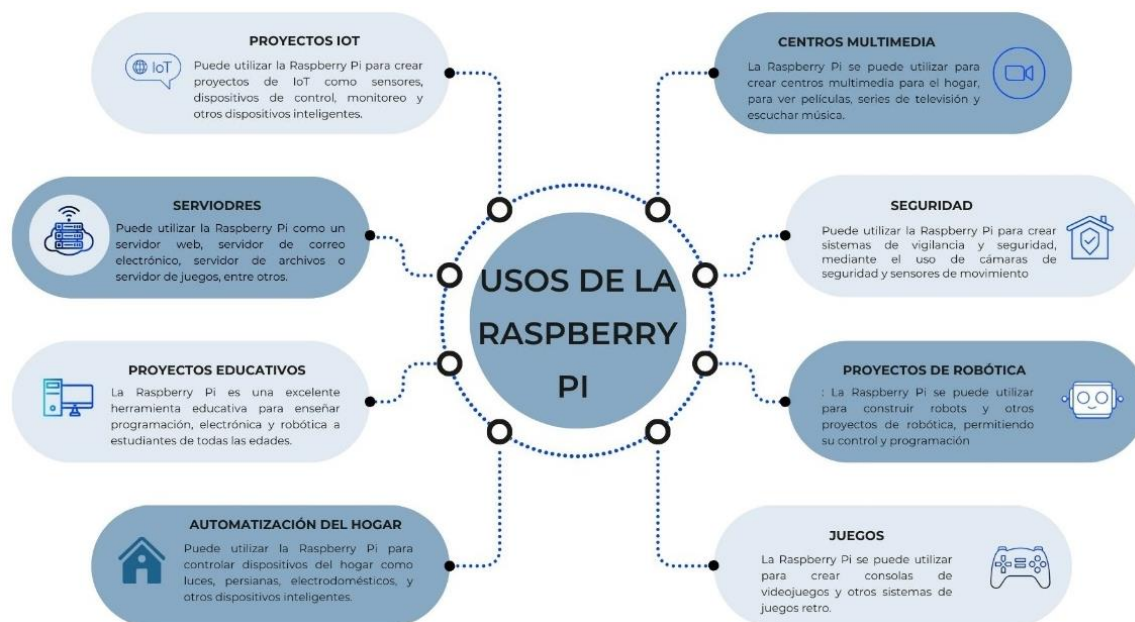 PROYECTOS IOT
IoT
Puede utilizar la Raspberry Pi para crear
proyectos de IoT como sensores,
dispositivos de control, monitoreo y
otros dispositivos inteligentes.
SERVIODRES
Puede utilizar la Raspberry Pi como un
servidor web, servidor de correo
electrónico, servidor de archivos o
servidor de juegos, entre otros.
PROYECTOS EDUCATIVOS
La Raspberry Pi es una excelente
herramienta educativa para enseñar
programación, electrónica y robótica a
estudiantes de todas las edades.
AUTOMATIZACIÓN DEL HOGAR
Puede utilizar la Raspberry Pi para
controlar dispositivos del hogar como
luces, persianas, electrodomésticos, y
otros dispositivos inteligentes.
USOS DE LA
RASPBERRY
PI
CENTROS MULTIMEDIA
La Raspberry Pi se puede utilizar para
crear centros multimedia para el hogar,
para ver películas, series de televisión y
escuchar música.
SEGURIDAD
Puede utilizar la Raspberry Pi para crear
sistemas de vigilancia y seguridad,
mediante el uso de cámaras de
seguridad y sensores de movimiento
PROYECTOS DE ROBÓTICA
: La Raspberry Pi se puede utilizar
para construir robots y otros
proyectos de robótica, permitiendo
su control y programación
JUEGOS
La Raspberry Pi se puede utilizar
para crear consolas de
videojuegos y otros sistemas de
juegos retro.